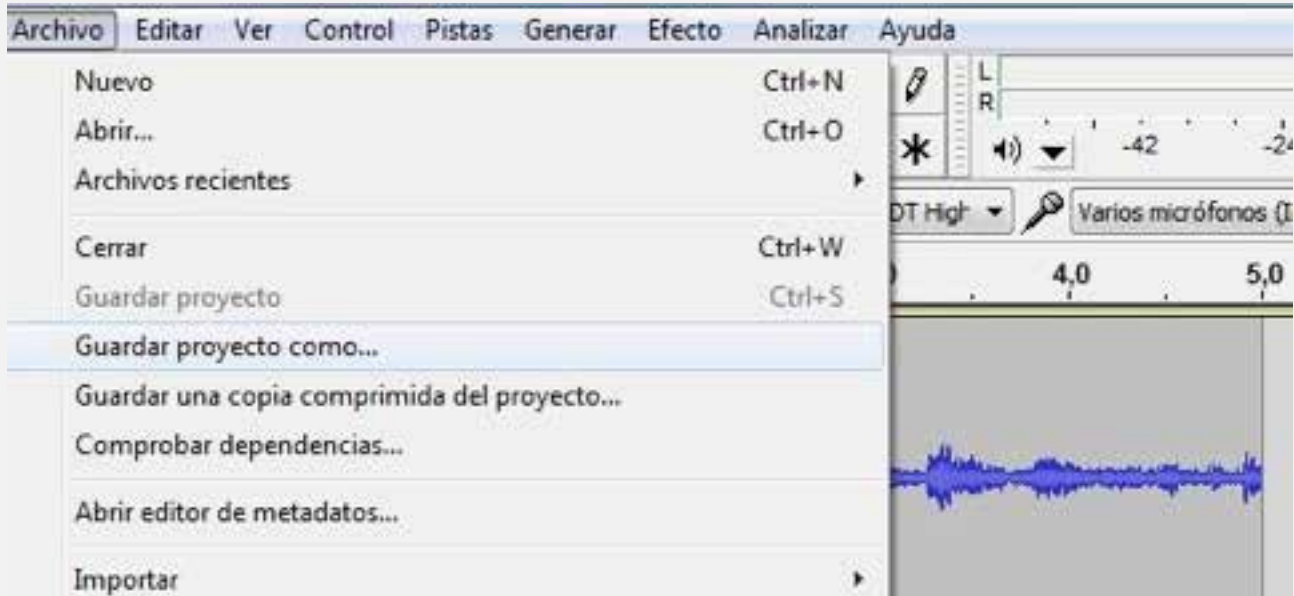 Archivo Editar Ver Control Pistas Generar Efecto Analizar Ayuda
Nuevo Ctrl+N
Abrir... Ctrl+O
Archivos recientes
Cerrar Ctrl+W
Guardar proyecto Ctrl+S
Guardar proyecto como...
Guardar una copia comprimida del proyecto...
Comprobar dependencias...
Abrir editor de metadatos...
Importar
L
R
-42
DT High
Varios micrófonos (I
4,0 5,0